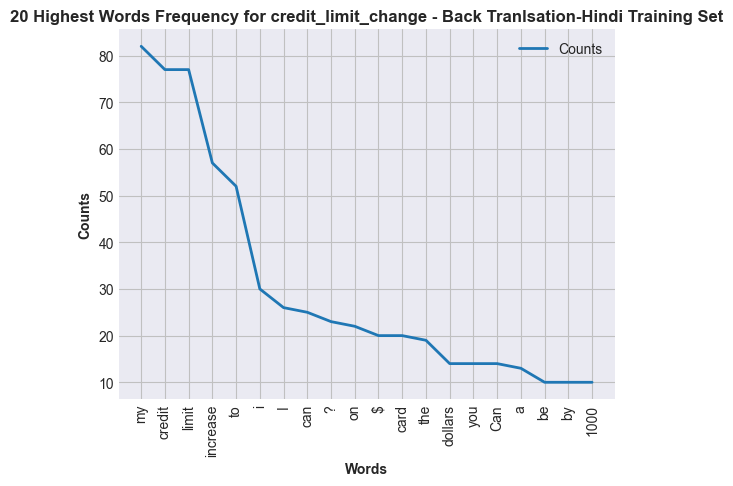 20 Highest Words Frequency for credit_limit_change - Back Tranlsation-Hindi Training Set
Counts
80
70
60
50
40
30
20
10
Counts
my
credit
limit
increase
to
i
I
can
?
on
$
card
the
dollars
you
Can
a
be
by
1000
Words